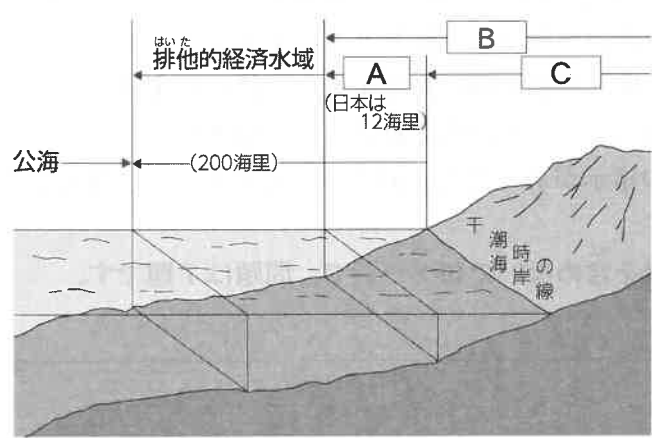 B
はいた
排他的経済水域
A
C
(日本は
12海里)
公海
(200海里)
干潮時海岸の線